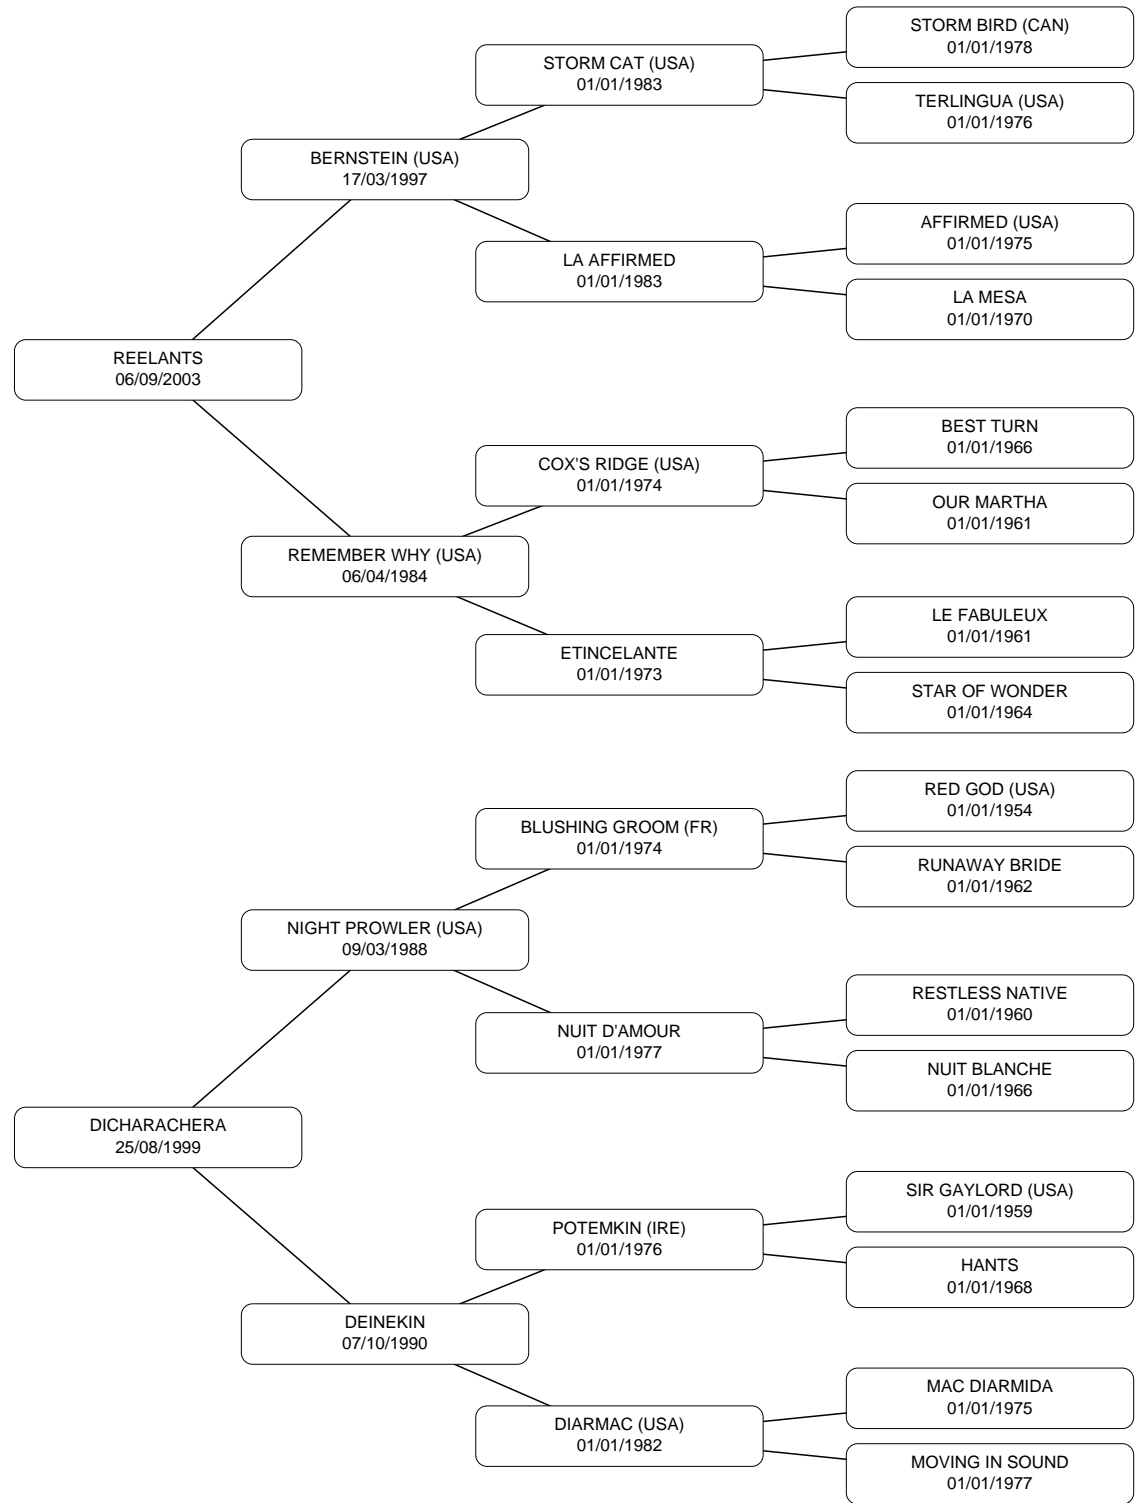 STORM BIRD (CAN)
01/01/1978
STORM CAT (USA)
01/01/1983
TERLINGUA (USA)
01/01/1976
BERNSTEIN (USA)
17/03/1997
AFFIRMED (USA)
01/01/1975
LA AFFIRMED
01/01/1983
LA MESA
01/01/1970
REELANTS
06/09/2003
BEST TURN
01/01/1966
COX'S RIDGE (USA)
01/01/1974
OUR MARTHA
01/01/1961
REMEMBER WHY (USA)
06/04/1984
LE FABULEUX
01/01/1961
ETINCELANTE
01/01/1973
STAR OF WONDER
01/01/1964
RED GOD (USA)
01/01/1954
BLUSHING GROOM (FR)
01/01/1974
RUNAWAY BRIDE
01/01/1962
NIGHT PROWLER (USA)
09/03/1988
RESTLESS NATIVE
01/01/1960
NUIT D'AMOUR
01/01/1977
NUIT BLANCHE
01/01/1966
DICHARACHERA
25/08/1999
SIR GAYLORD (USA)
01/01/1959
POTEMKIN (IRE)
01/01/1976
HANTS
01/01/1968
DEINEKIN
07/10/1990
MAC DIARMIDA
01/01/1975
DIARMAC (USA)
01/01/1982
MOVING IN SOUND
01/01/1977